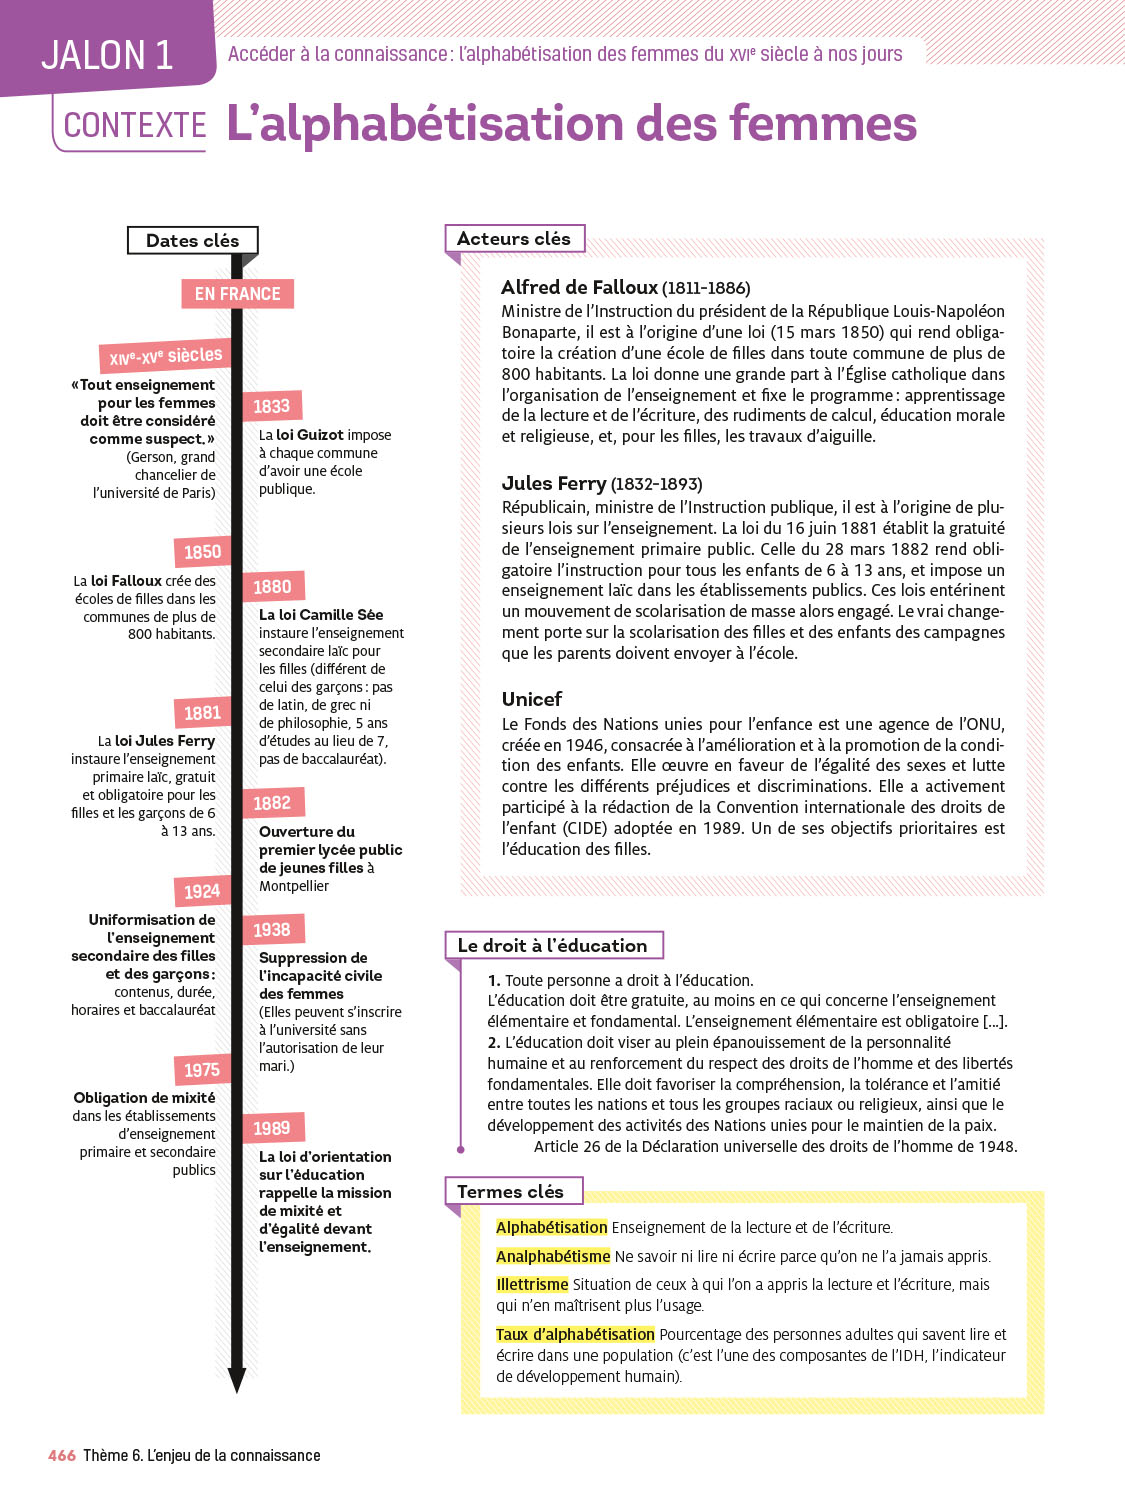 JALON 1
Accéder à la connaissance : l'alphabétisation des femmes du XVIe siècle à nos jours
CONTEXTE
L'alphabétisation des femmes
Dates clés
EN FRANCE
XIVe-XVe siècles
« Tout enseignement
pour les femmes
doit être considéré
comme suspect. »
(Gerson, grand
chancelier de
l'université de Paris)
1833
La loi Guizot impose
à chaque commune
d'avoir une école
publique.
1850
La loi Falloux crée des
écoles de filles dans les
communes de plus de
800 habitants.
1880
La loi Camille Sée
instaure l'enseignement
secondaire laïc pour
les filles (différent de
celui des garçons : pas
de latin, de grec ni
de philosophie, 5 ans
d'études au lieu de 7,
pas de baccalauréat).
1881
La loi Jules Ferry
instaure l'enseignement
primaire laïc, gratuit
et obligatoire pour les
filles et les garçons de 6
à 13 ans.
1882
Ouverture du
premier lycée public
de jeunes filles à
Montpellier
1924
Uniformisation de
l'enseignement
secondaire des filles
et des garçons :
contenus, durée,
horaires et baccalauréat
1938
Suppression de
l'incapacité civile
des femmes
(Elles peuvent s'inscrire
à l'université sans
l'autorisation de leur
mari.)
1975
Obligation de mixité
dans les établissements
d'enseignement
primaire et secondaire
publics
1989
La loi d'orientation
sur l'éducation
rappelle la mission
de mixité et
d'égalité devant
l'enseignement.
Acteurs clés
Alfred de Falloux (1811-1886)
Ministre de l'Instruction du président de la République Louis-Napoléon
Bonaparte, il est à l'origine d'une loi (15 mars 1850) qui rend obliga-
toire la création d'une école de filles dans toute commune de plus de
800 habitants. La loi donne une grande part à l'Église catholique dans
l'organisation de l'enseignement et fixe le programme : apprentissage
de la lecture et de l'écriture, des rudiments de calcul, éducation morale
et religieuse, et, pour les filles, les travaux d'aiguille.
Jules Ferry (1832-1893)
Républicain, ministre de l'Instruction publique, il est à l'origine de plu-
sieurs lois sur l'enseignement. La loi du 16 juin 1881 établit la gratuité
de l'enseignement primaire public. Celle du 28 mars 1882 rend obli-
gatoire l'instruction pour tous les enfants de 6 à 13 ans, et impose un
enseignement laïc dans les établissements publics. Ces lois entérinent
un mouvement de scolarisation de masse alors engagé. Le vrai change-
ment porte sur la scolarisation des filles et des enfants des campagnes
que les parents doivent envoyer à l'école.
Unicef
Le Fonds des Nations unies pour l'enfance est une agence de l'ONU,
créée en 1946, consacrée à l'amélioration et à la promotion de la condi-
tion des enfants. Elle œuvre en faveur de l'égalité des sexes et lutte
contre les différents préjudices et discriminations. Elle a activement
participé à la rédaction de la Convention internationale des droits de
l'enfant (CIDE) adoptée en 1989. Un de ses objectifs prioritaires est
l'éducation des filles.
Le droit à l'éducation
1. Toute personne a droit à l'éducation.
L'éducation doit être gratuite, au moins en ce qui concerne l'enseignement
élémentaire et fondamental. L'enseignement élémentaire est obligatoire [...].
2. L'éducation doit viser au plein épanouissement de la personnalité
humaine et au renforcement du respect des droits de l'homme et des libertés
fondamentales. Elle doit favoriser la compréhension, la tolérance et l'amitié
entre toutes les nations et tous les groupes raciaux ou religieux, ainsi que le
développement des activités des Nations unies pour le maintien de la paix.
Article 26 de la Déclaration universelle des droits de l'homme de 1948.
Termes clés
Alphabétisation Enseignement de la lecture et de l'écriture.
Analphabétisme Ne savoir ni lire ni écrire parce qu'on ne l'a jamais appris.
Illettrisme Situation de ceux à qui l'on a appris la lecture et l'écriture, mais
qui n'en maîtrisent plus l'usage.
Taux d'alphabétisation Pourcentage des personnes adultes qui savent lire et
écrire dans une population (c'est l'une des composantes de l'IDH, l'indicateur
de développement humain).
466 Thème 6. L'enjeu de la connaissance